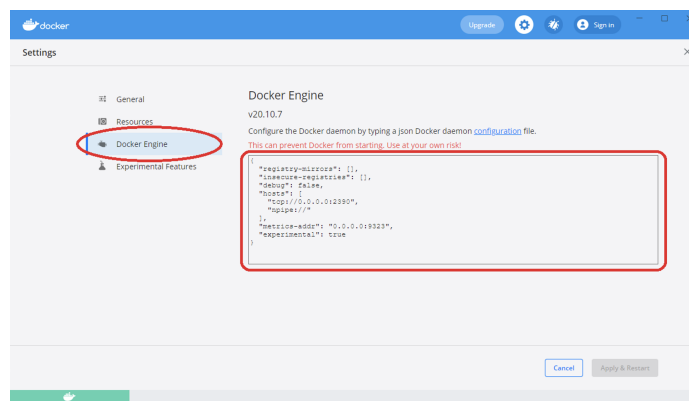 docker
Upgrade
Sign in
Settings
General
Resources
Docker Engine
Experimental Features
Docker Engine
v20.10.7
Configure the Docker daemon by typing a json Docker daemon configuration file.
This can prevent Docker from starting. Use at your own risk!
{
"registry-mirrors": [],
"insecure-registries": [],
"debug": false,
"hosts": [
"tcp://0.0.0.0:2390",
"npipe://"
],
"metrics-addr": "0.0.0.0:9323",
"experimental": true
}
Cancel
Apply & Restart